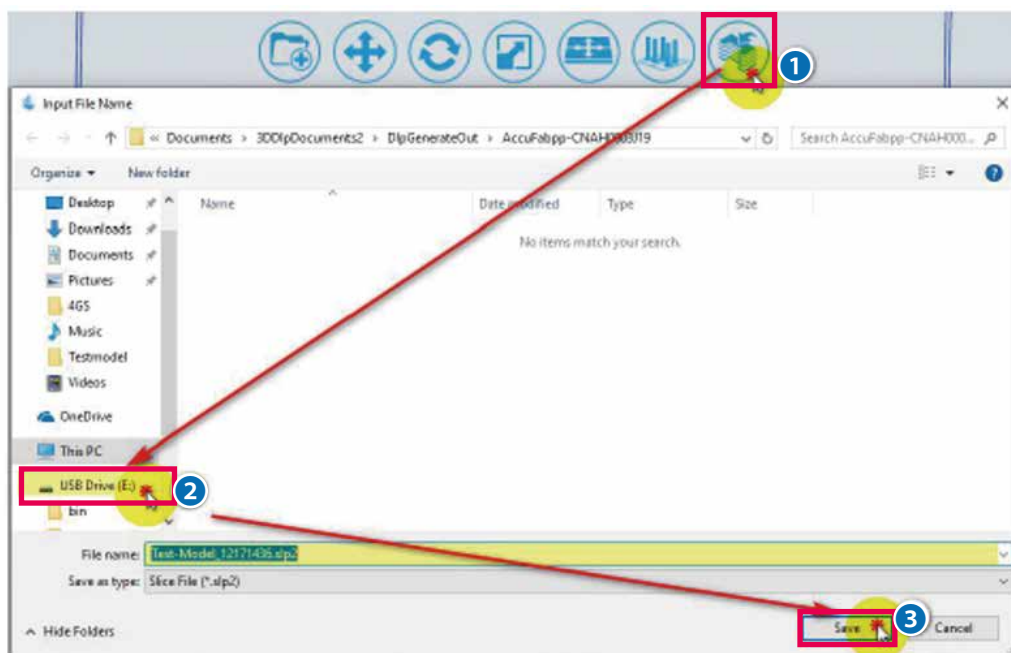 1
Input File Name
« Documents > 3DDlpDocuments2 > DlpGenerateOut > AccuFabpp-CNAH0003J19
Search AccuFabpp-CNAH000...
Organize
New folder
Name
Date modified
Type
Size
No items match your search.
Desktop
Downloads
Documents
Pictures
4GS
Music
Testmodel
Videos
OneDrive
This PC
USB Drive (E:)
2
bin
File name: Test-Model_12171436.slp2
Save as type: Slice File (*.slp2)
3
Hide Folders
Save
Cancel